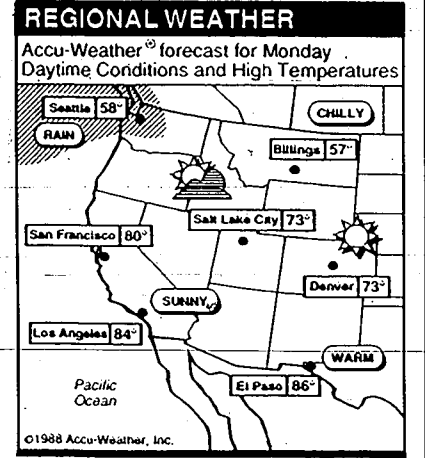 REGIONAL WEATHER
Accu-Weather® forecast for Monday
Daytime Conditions and High Temperatures
Seattle 58°
CHILLY
RAIN
Billings 57°
Salt Lake City 73°
San Francisco 80°
Denver 73°
SUNNY
Los Angeles 84°
WARM
El Paso 86°
Pacific
Ocean
©1988 Accu-Weather, Inc.